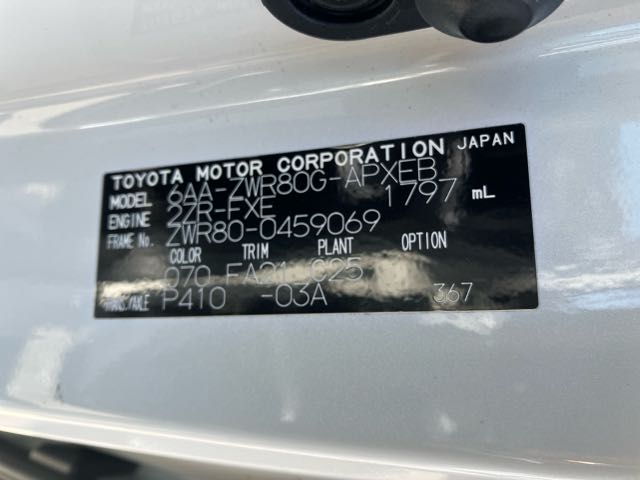 TOYOTA MOTOR CORPORATION JAPAN
MODEL 6AA-ZWR80G-APXEB
ENGINE 2ZR-FXE 1797 mL
FRAME No. ZWR80-0459069
COLOR TRIM PLANT OPTION
070 FA21 C25
TRANS./AXLE P410 -03A 367